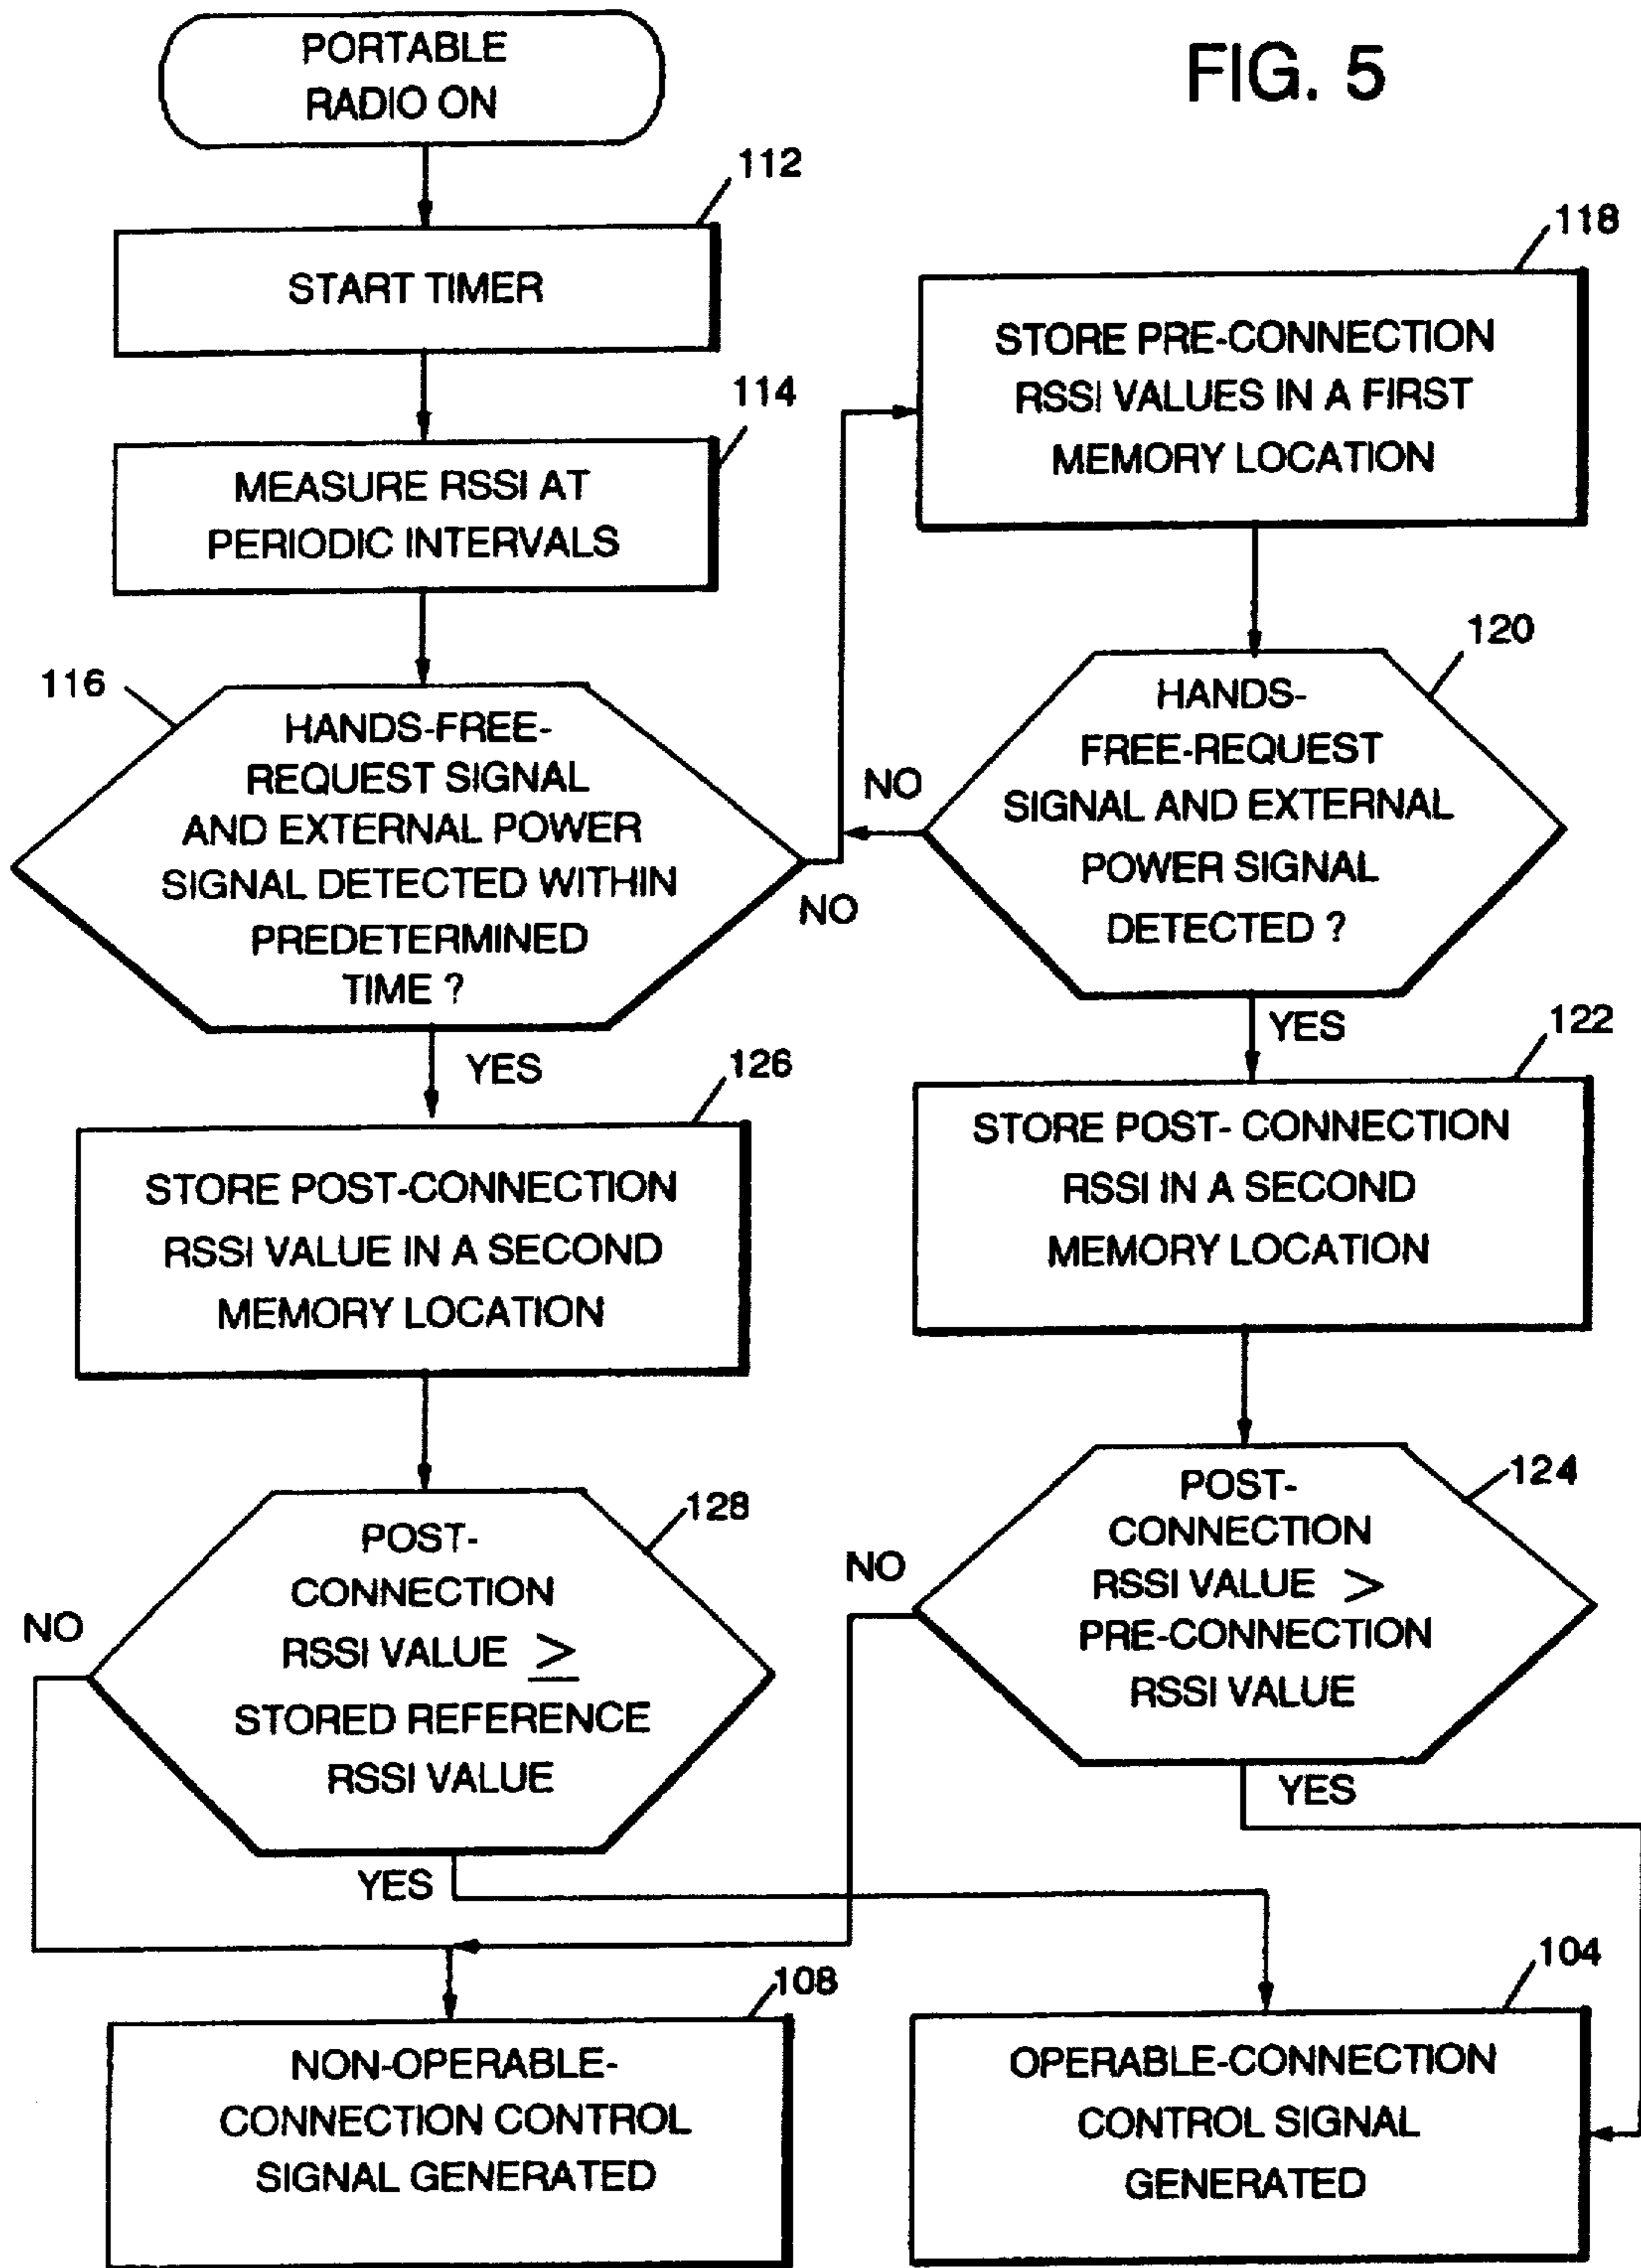 PORTABLE
RADIO ON
FIG. 5
112
START TIMER
114
MEASURE RSSI AT
PERIODIC INTERVALS
116
HANDS-FREE-
REQUEST SIGNAL
AND EXTERNAL POWER
SIGNAL DETECTED WITHIN
PREDETERMINED
TIME ?
NO
YES
118
STORE PRE-CONNECTION
RSSI VALUES IN A FIRST
MEMORY LOCATION
120
HANDS-
FREE-REQUEST
SIGNAL AND EXTERNAL
POWER SIGNAL
DETECTED ?
NO
YES
122
STORE POST- CONNECTION
RSSI IN A SECOND
MEMORY LOCATION
126
STORE POST-CONNECTION
RSSI VALUE IN A SECOND
MEMORY LOCATION
128
POST-
CONNECTION
RSSI VALUE ≥
STORED REFERENCE
RSSI VALUE
NO
YES
124
POST-
CONNECTION
RSSI VALUE >
PRE-CONNECTION
RSSI VALUE
NO
YES
108
NON-OPERABLE-
CONNECTION CONTROL
SIGNAL GENERATED
104
OPERABLE-CONNECTION
CONTROL SIGNAL
GENERATED